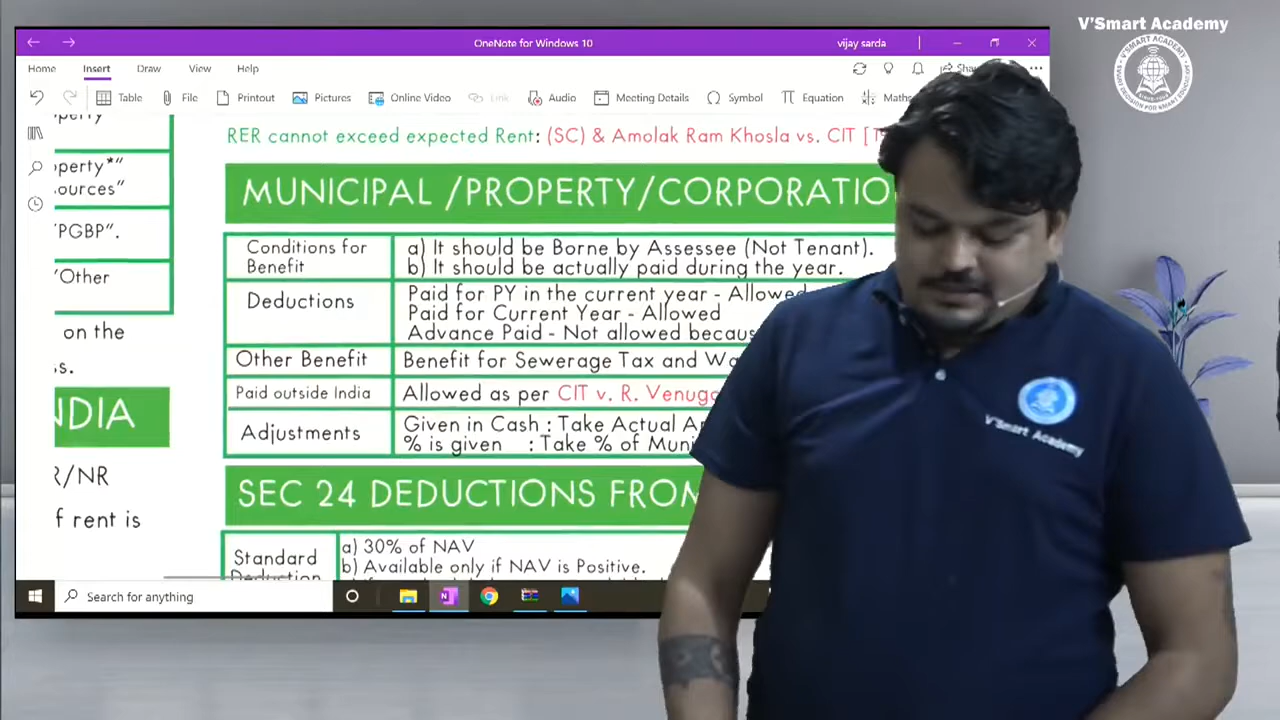 V'Smart Academy
OneNote for Windows 10
vijay sarda
Home Insert Draw View Help
Table File Printout Pictures Online Video Link Audio Meeting Details Symbol Equation
RER cannot exceed expected Rent: (SC) & Amolak Ram Khosla vs. CIT [
operty*"
ources"
'PGBP".
'Other
on the
NDIA
R/NR
f rent is
MUNICIPAL /PROPERTY/CORPORATIO
Conditions for Benefit
a) It should be Borne by Assessee (Not Tenant).
b) It should be actually paid during the year.
Deductions
Paid for PY in the current year - Allowed
Paid for Current Year - Allowed
Advance Paid - Not allowed becaus
Other Benefit
Benefit for Sewerage Tax and Wa
Paid outside India
Allowed as per CIT v. R. Venug
Adjustments
Given in Cash : Take Actual A
% is given : Take % of Muni
SEC 24 DEDUCTIONS FROM
Standard
Deduction
a) 30% of NAV
b) Available only if NAV is Positive.
Search for anything
V'Smart Academy